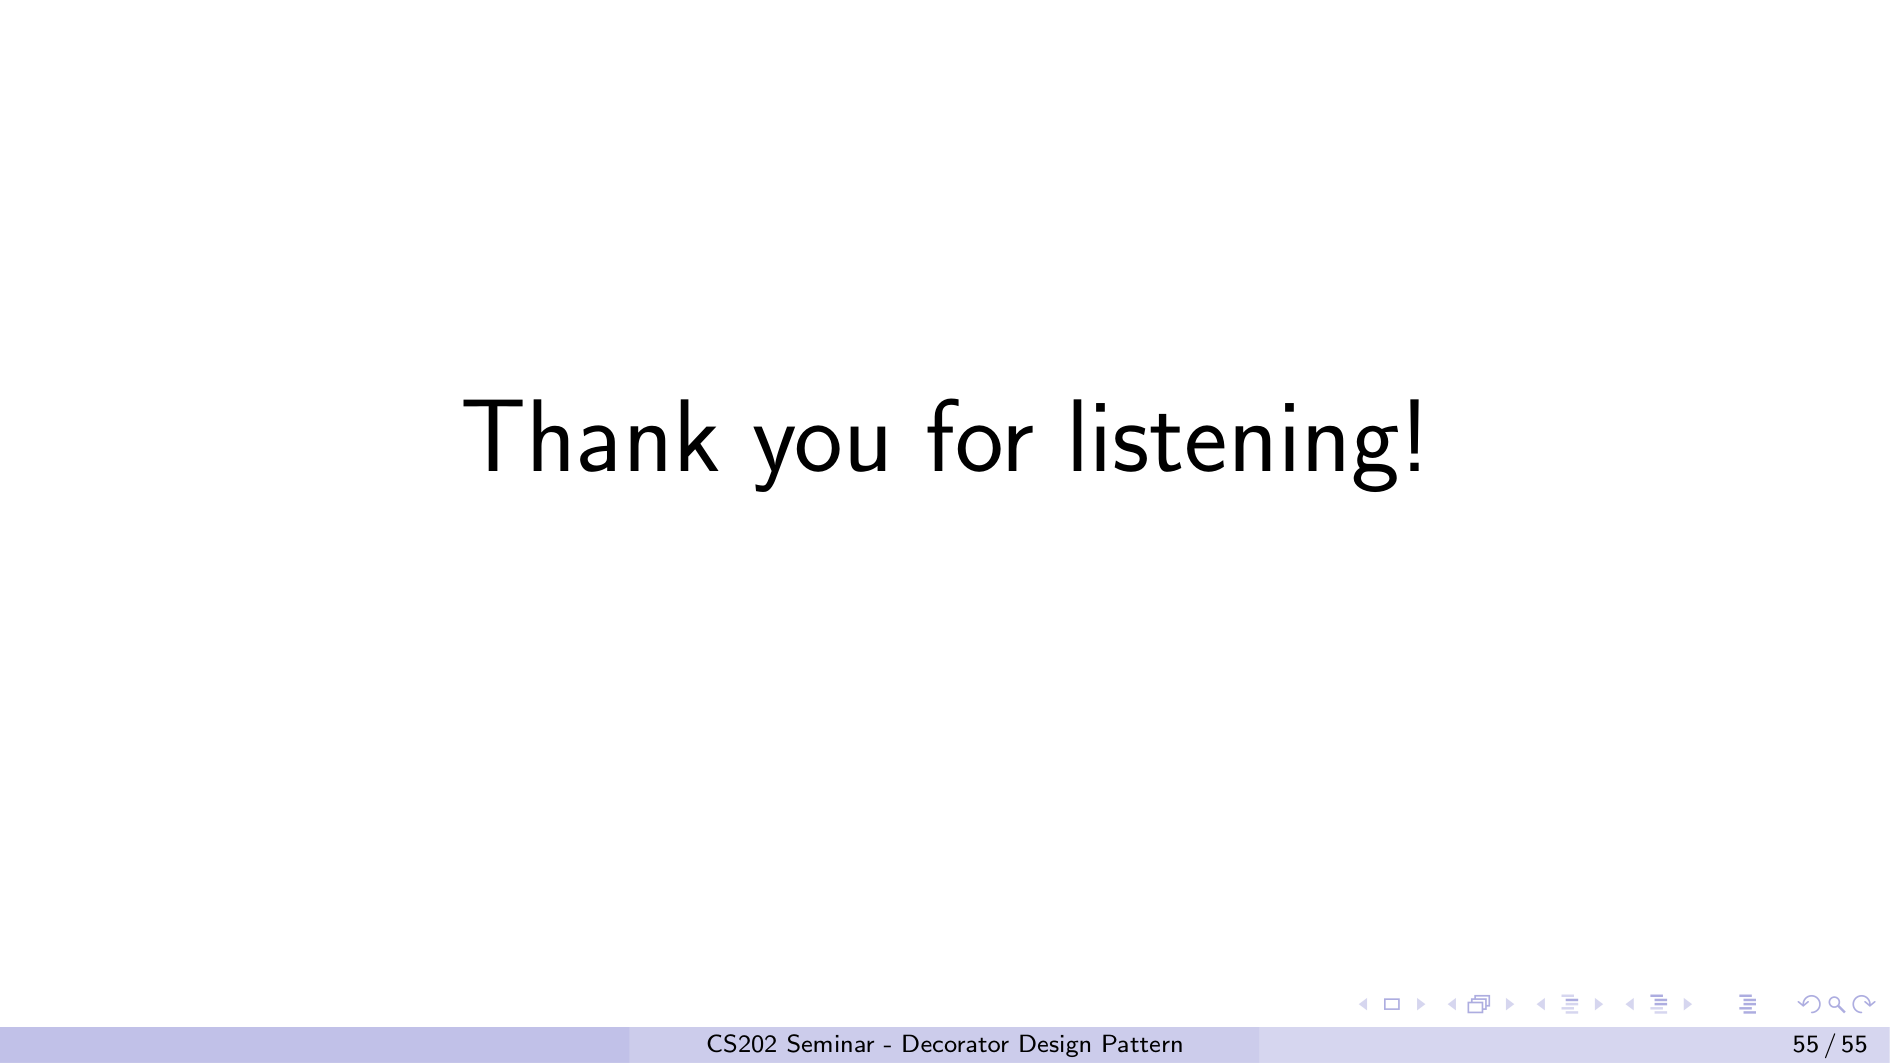 Thank you for listening!
CS202 Seminar - Decorator Design Pattern
55 / 55